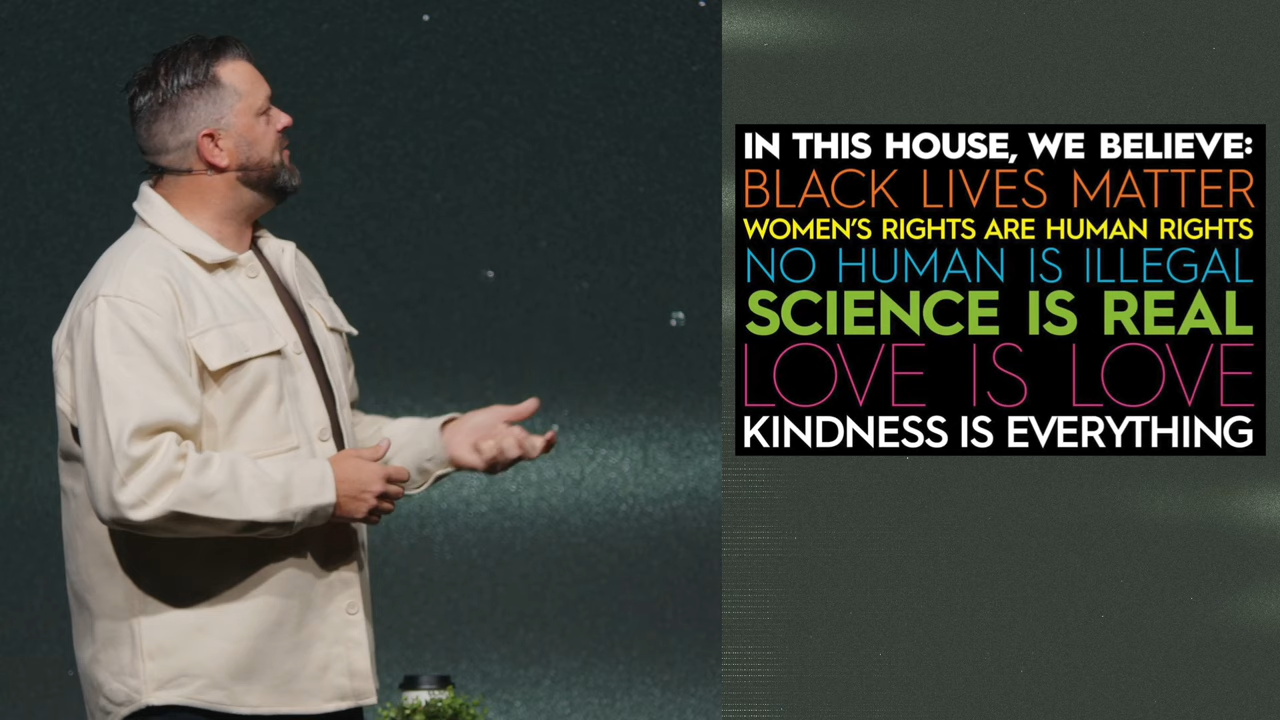 IN THIS HOUSE, WE BELIEVE:
BLACK LIVES MATTER
WOMEN'S RIGHTS ARE HUMAN RIGHTS
NO HUMAN IS ILLEGAL
SCIENCE IS REAL
LOVE IS LOVE
KINDNESS IS EVERYTHING